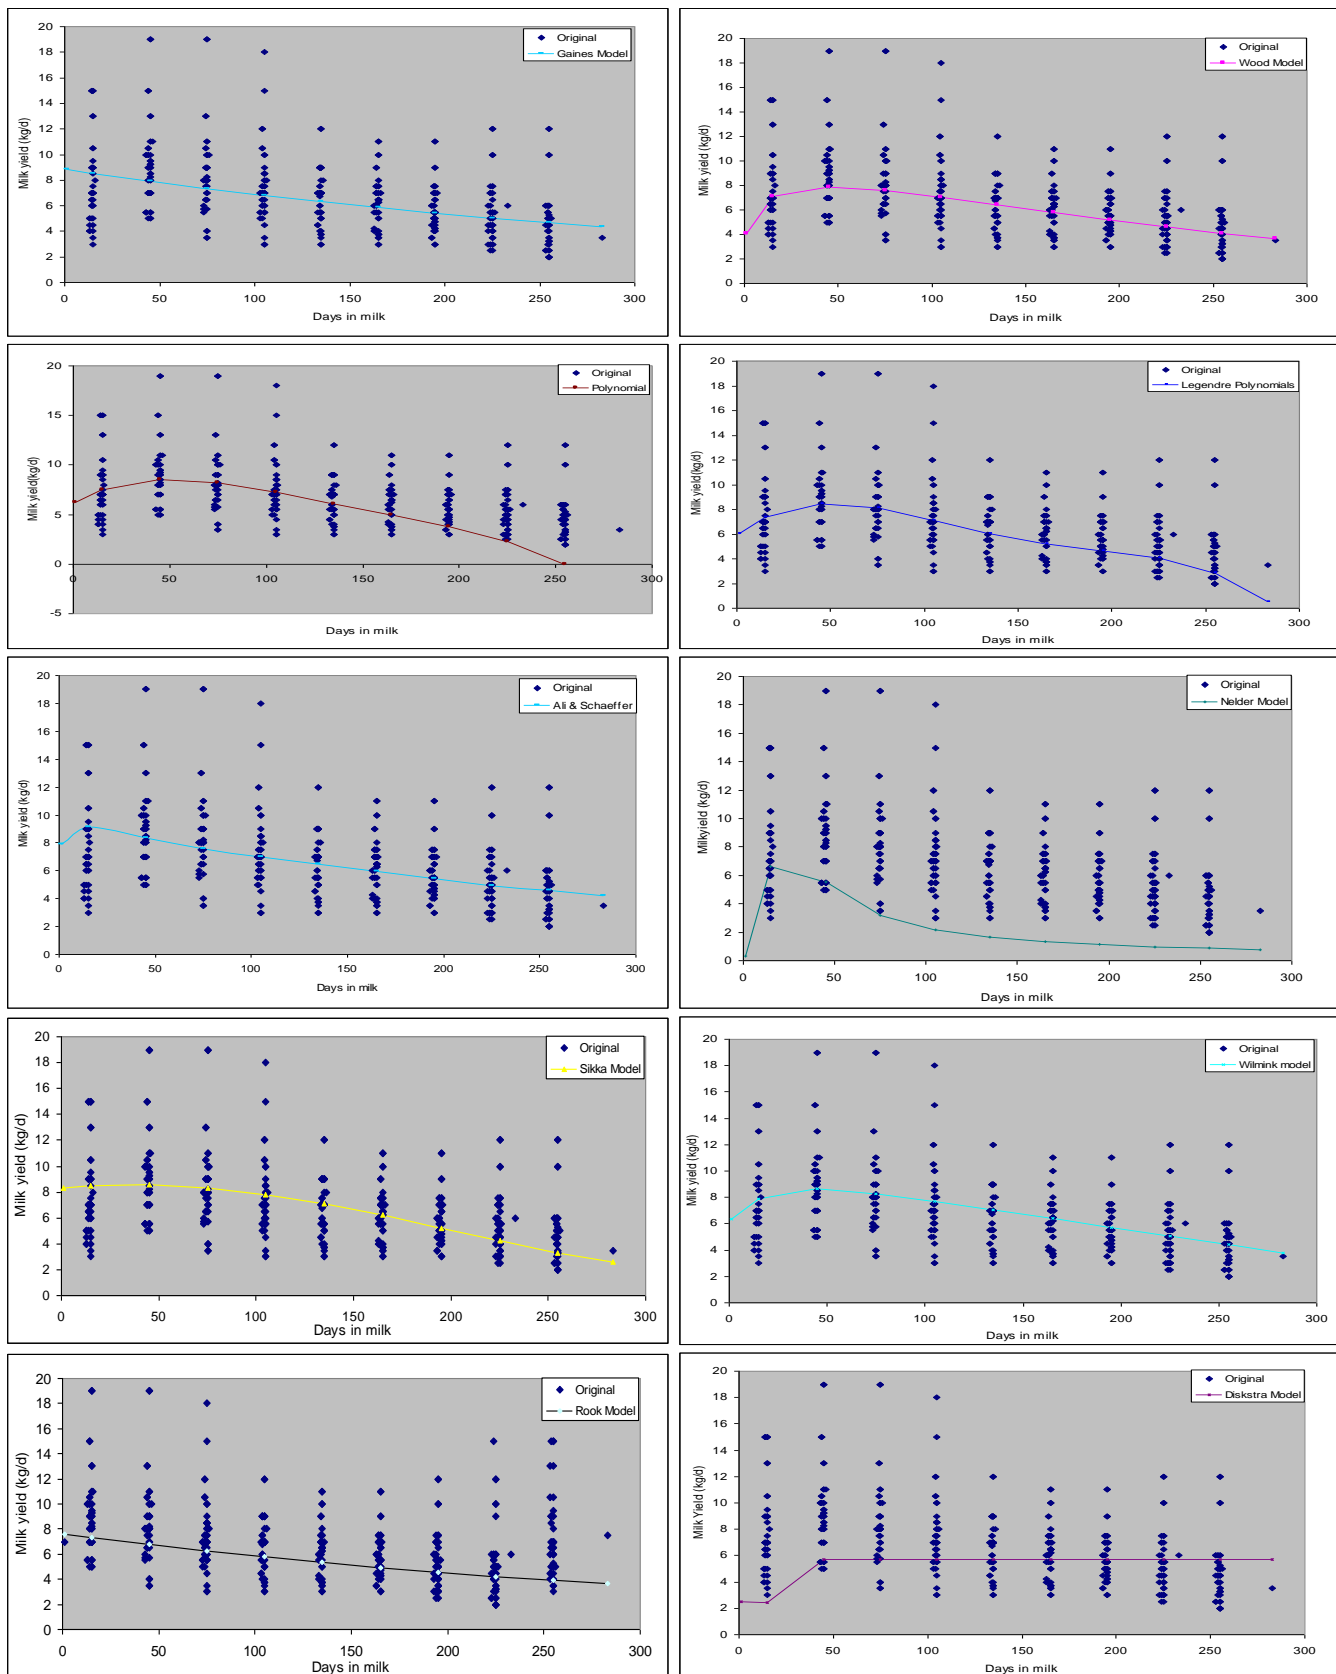 20
18
16
14
12
10
8
6
4
2
0
0 50 100 150 200 250 300
Milk yield (kg/d)
Days in milk
Original
Gaines Model
20
18
16
14
12
10
8
6
4
2
0
0 50 100 150 200 250 300
Milk yield (kg/d)
Days in milk
Original
Wood Model
20
15
10
5
0
-5
0 50 100 150 200 250 300
Milk yield(kg/d)
Days in milk
Original
Polynomial
20
18
16
14
12
10
8
6
4
2
0
0 50 100 150 200 250 300
Milk yield(kg/d)
Days in milk
Original
Legendre Polynomials
20
18
16
14
12
10
8
6
4
2
0
0 50 100 150 200 250 300
Milk yield (kg/d)
Days in milk
Original
Ali & Schaeffer
20
18
16
14
12
10
8
6
4
2
0
0 50 100 150 200 250 300
Milkyield(kg/d)
Days in milk
Original
Nelder Model
20
18
16
14
12
10
8
6
4
2
0
0 50 100 150 200 250 300
Milk yield (kg/d)
Days in milk
Original
Sikka Model
20
18
16
14
12
10
8
6
4
2
0
0 50 100 150 200 250 300
Milk yield (kg/d)
Days in milk
Original
Wilmink model
20
18
16
14
12
10
8
6
4
2
0
0 50 100 150 200 250 300
Milk yield (kg/d)
Days in milk
Original
Rook Model
20
18
16
14
12
10
8
6
4
2
0
0 50 100 150 200 250 300
Milk Yield (kg/d)
Days in milk
Original
Diskstra Model